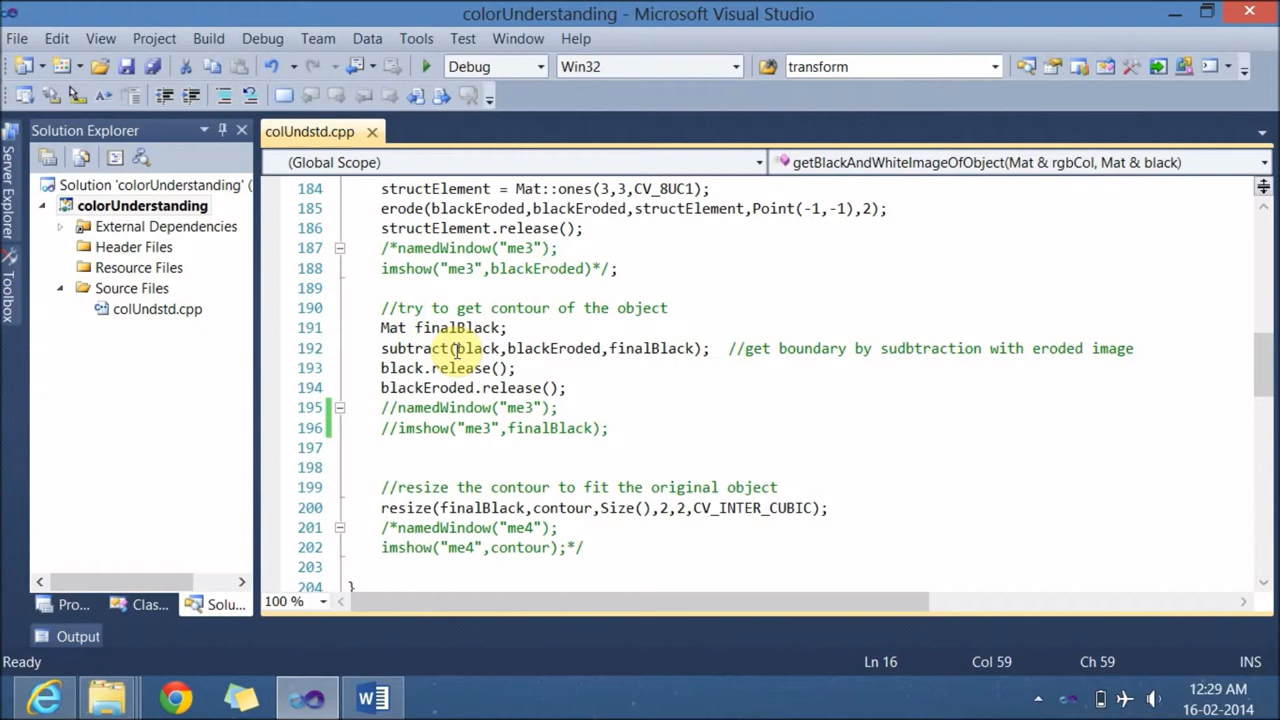 colorUnderstanding - Microsoft Visual Studio
File Edit View Project Build Debug Team Data Tools Test Window Help
Debug Win32 transform
Solution Explorer
colUndstd.cpp
(Global Scope) getBlackAndWhiteImageOfObject(Mat & rgbCol, Mat & black)
Server Explorer
Toolbox
Solution 'colorUnderstanding' (
colorUnderstanding
External Dependencies
Header Files
Resource Files
Source Files
colUndstd.cpp
184 structElement = Mat::ones(3,3,CV_8UC1);
185 erode(blackEroded,blackEroded,structElement,Point(-1,-1),2);
186 structElement.release();
187 /*namedWindow("me3");
188 imshow("me3",blackEroded)*/;
189
190 //try to get contour of the object
191 Mat finalBlack;
192 subtract(black,blackEroded,finalBlack); //get boundary by sudbtraction with eroded image
193 black.release();
194 blackEroded.release();
195 //namedWindow("me3");
196 //imshow("me3",finalBlack);
197
198
199 //resize the contour to fit the original object
200 resize(finalBlack,contour,Size(),2,2,CV_INTER_CUBIC);
201 /*namedWindow("me4");
202 imshow("me4",contour);*/
203
204 }
100 %
Pro... Clas... Solu...
Output
Ready Ln 16 Col 59 Ch 59 INS
12:29 AM
16-02-2014